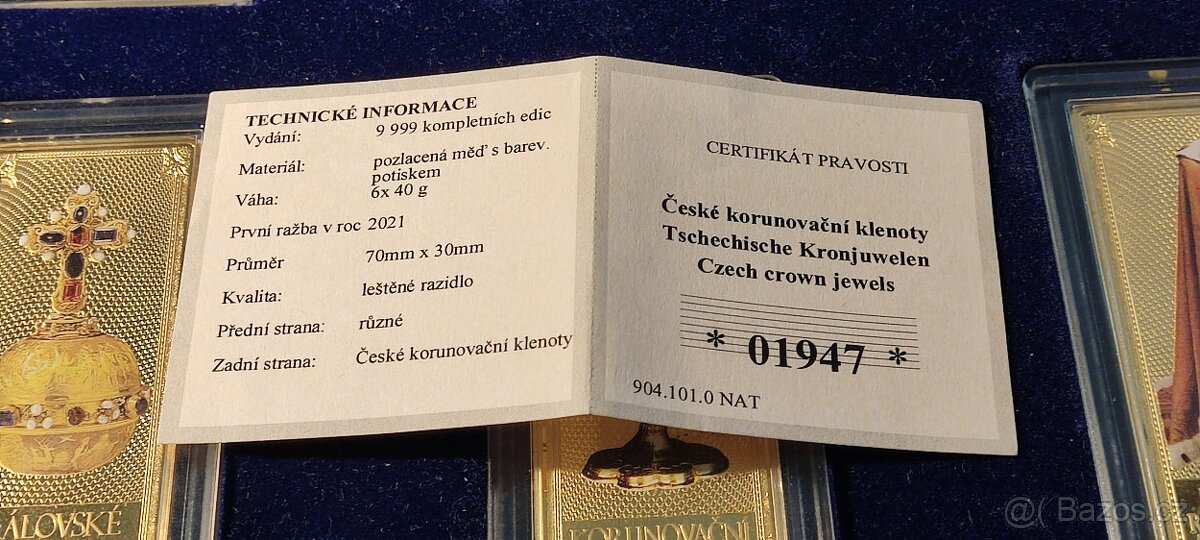 TECHNICKÉ INFORMACE
Vydání: 9 999 kompletních edic
Materiál: pozlacená měď s barev.
potiskem
Váha: 6x 40 g
První ražba v roc 2021
Průměr 70mm x 30mm
Kvalita: leštěné razidlo
Přední strana: různé
Zadní strana: České korunovační klenoty
CERTIFIKÁT PRAVOSTI
České korunovační klenoty
Tschechische Kronjuwelen
Czech crown jewels
* 01947 *
904.101.0 NAT
ÁLOVSKÉ
KORUNOVAČNÍ
@( Bazos.cz